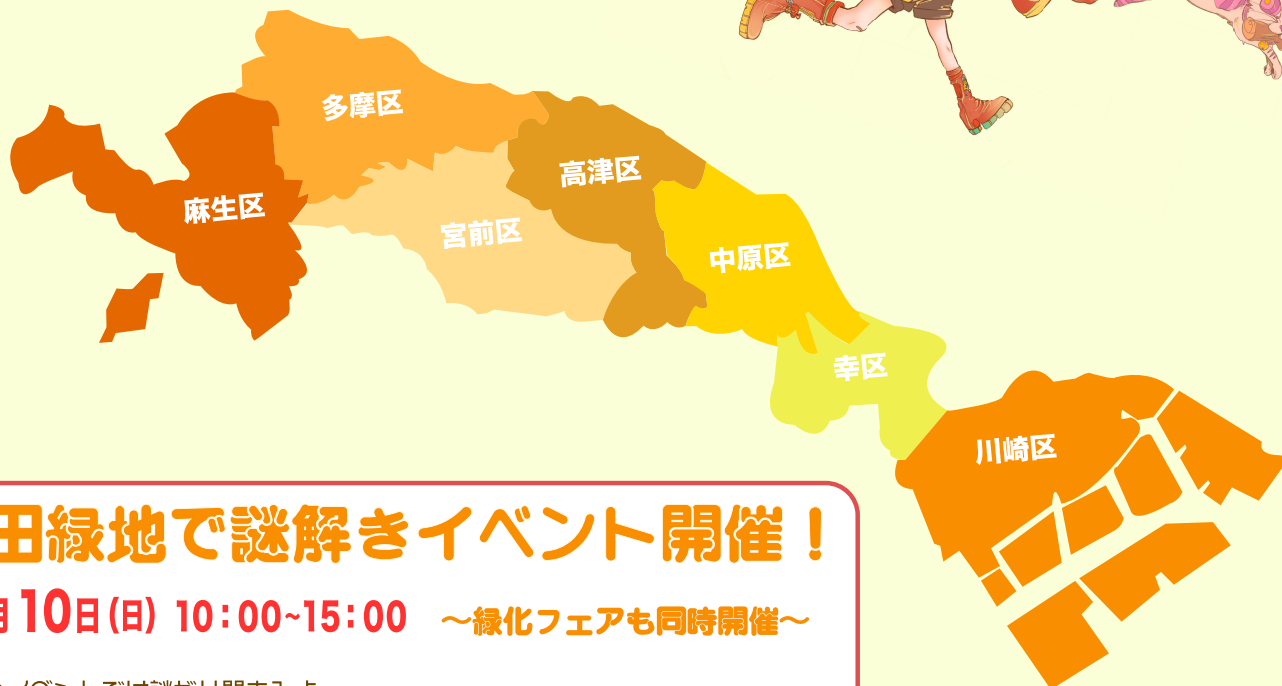 多摩区
高津区
麻生区
宮前区
中原区
幸区
川崎区
田緑地で謎解きイベント開催！
月10日(日) 10：00~15：00 〜緑化フェアも同時開催〜